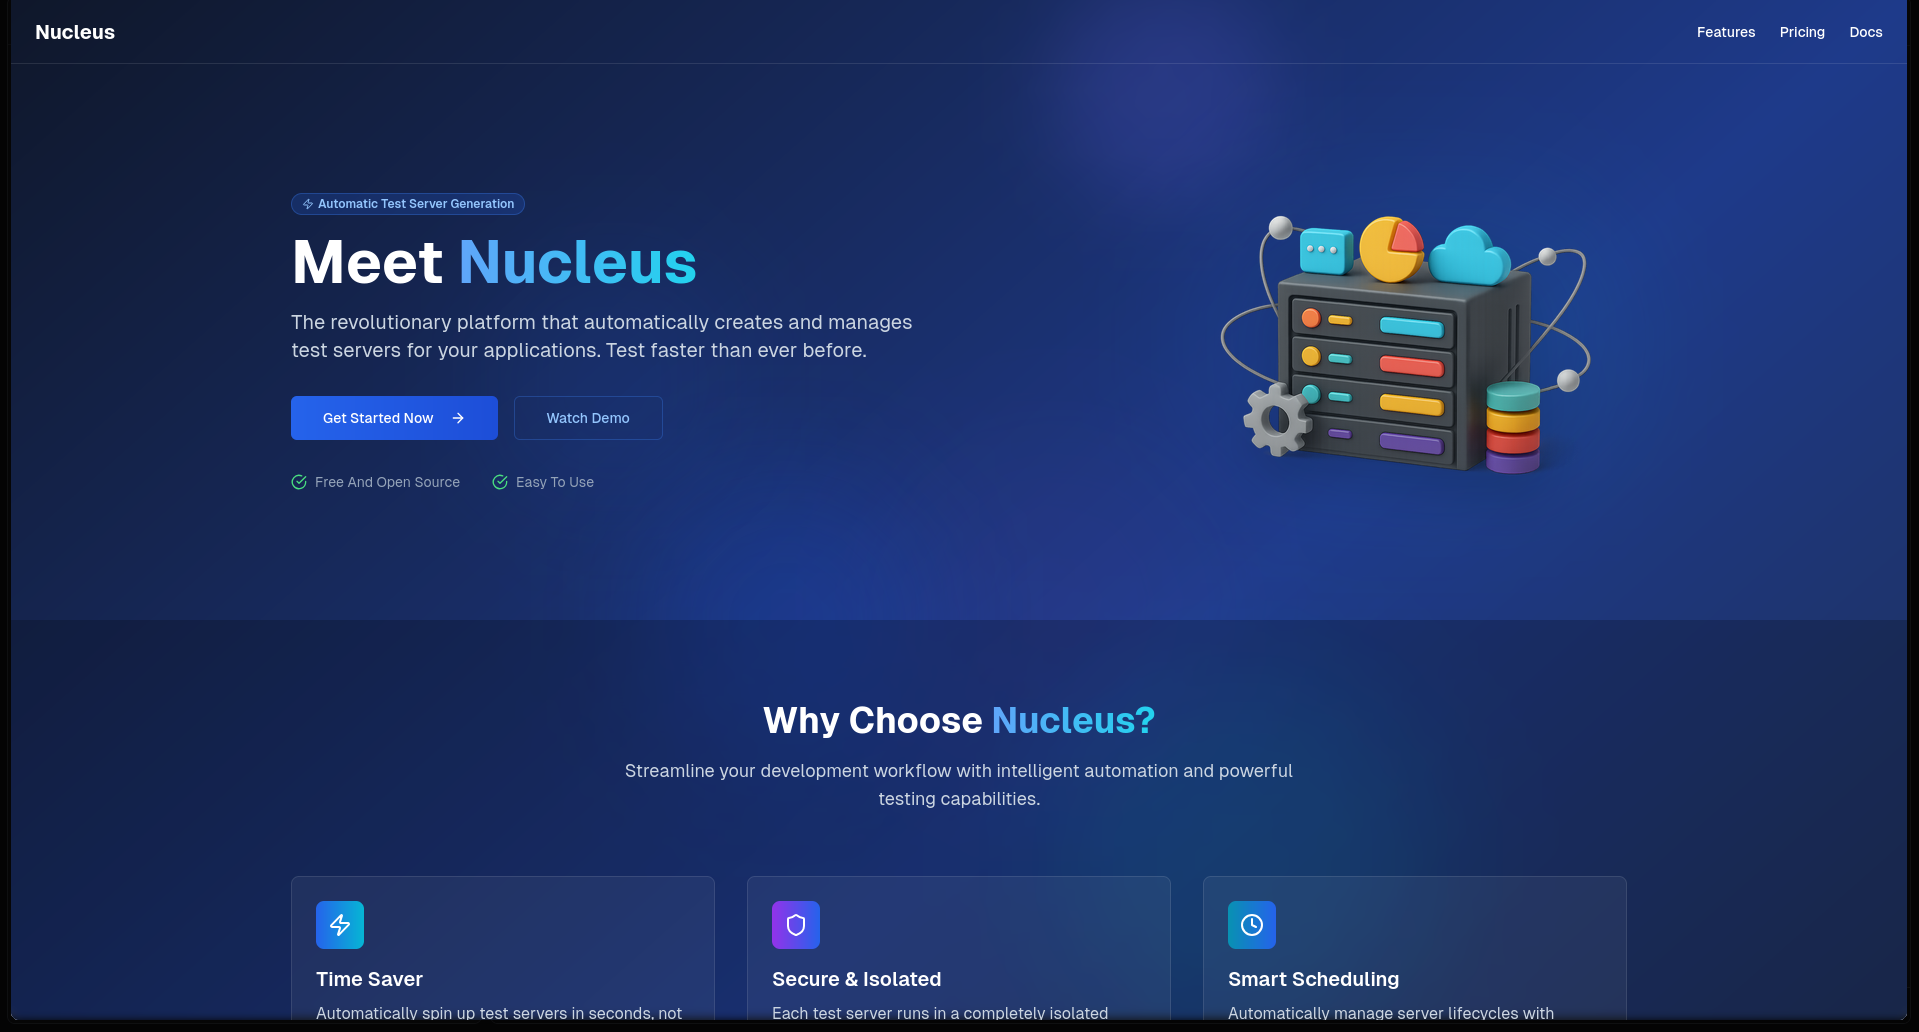 Nucleus
Features
Pricing
Docs
Automatic Test Server Generation
Meet Nucleus
The revolutionary platform that automatically creates and manages
test servers for your applications. Test faster than ever before.
Get Started Now
Watch Demo
Free And Open Source
Easy To Use
Why Choose Nucleus?
Streamline your development workflow with intelligent automation and powerful
testing capabilities.
Time Saver
Automatically spin up test servers in seconds, not
Secure & Isolated
Each test server runs in a completely isolated
Smart Scheduling
Automatically manage server lifecycles with